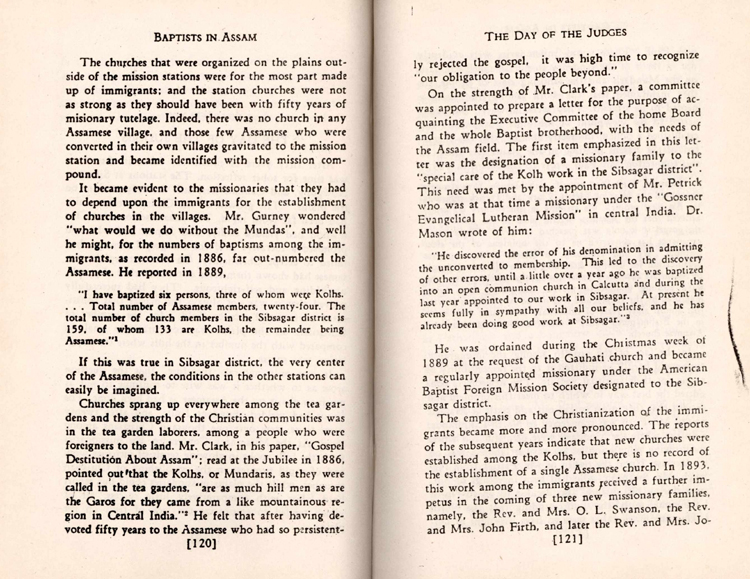 BAPTISTS IN ASSAM
The churches that were organized on the plains out-
side of the mission stations were for the most part made
up of immigrants; and the station churches were not
as strong as they should have been with fifty years of
misionary tutelage. Indeed, there was no church in any
Assamese village, and those few Assamese who were
converted in their own villages gravitated to the mission
station and became identified with the mission com-
pound.
It became evident to the missionaries that they had
to depend upon the immigrants for the establishment
of churches in the villages. Mr. Gurney wondered
"what would we do without the Mundas", and well
he might, for the numbers of baptisms among the im-
migrants, as recorded in 1886, far out-numbered the
Assamese. He reported in 1889,
"I have baptized six persons, three of whom were Kolhs.
. . . Total number of Assamese members, twenty-four. The
total number of church members in the Sibsagar district is
159, of whom 133 are Kolhs, the remainder being
Assamese."¹
If this was true in Sibsagar district, the very center
of the Assamese, the conditions in the other stations can
easily be imagined.
Churches sprang up everywhere among the tea gar-
dens and the strength of the Christian communities was
in the tea garden laborers, among a people who were
foreigners to the land. Mr. Clark, in his paper, "Gospel
Destitution About Assam"; read at the Jubilee in 1886,
pointed out that the Kolhs, or Mundaris, as they were
called in the tea gardens, "are as much hill men as are
the Garos for they came from a like mountainous re-
gion in Central India."² He felt that after having de-
voted fifty years to the Assamese who had so persistent-
[120]
THE DAY OF THE JUDGES
ly rejected the gospel, it was high time to recognize
"our obligation to the people beyond."
On the strength of Mr. Clark's paper, a committee
was appointed to prepare a letter for the purpose of ac-
quainting the Executive Committee of the home Board
and the whole Baptist brotherhood, with the needs of
the Assam field. The first item emphasized in this let-
ter was the designation of a missionary family to the
"special care of the Kolh work in the Sibsagar district".
This need was met by the appointment of Mr. Petrick
who was at that time a missionary under the "Gossner
Evangelical Lutheran Mission" in central India. Dr.
Mason wrote of him:
"He discovered the error of his denomination in admitting
the unconverted to membership. This led to the discovery
of other errors, until a little over a year ago he was baptized
into an open communion church in Calcutta and during the
last year appointed to our work in Sibsagar. At present he
seems fully in sympathy with all our beliefs, and he has
already been doing good work at Sibsagar."³
He was ordained during the Christmas week of
1889 at the request of the Gauhati church and became
a regularly appointed missionary under the American
Baptist Foreign Mission Society designated to the Sib-
sagar district.
The emphasis on the Christianization of the immi-
grants became more and more pronounced. The reports
of the subsequent years indicate that new churches were
established among the Kolhs, but there is no record of
the establishment of a single Assamese church. In 1893,
this work among the immigrants received a further im-
petus in the coming of three new missionary families,
namely, the Rev. and Mrs. O. L. Swanson, the Rev.
and Mrs. John Firth, and later the Rev. and Mrs. Jo-
[121]